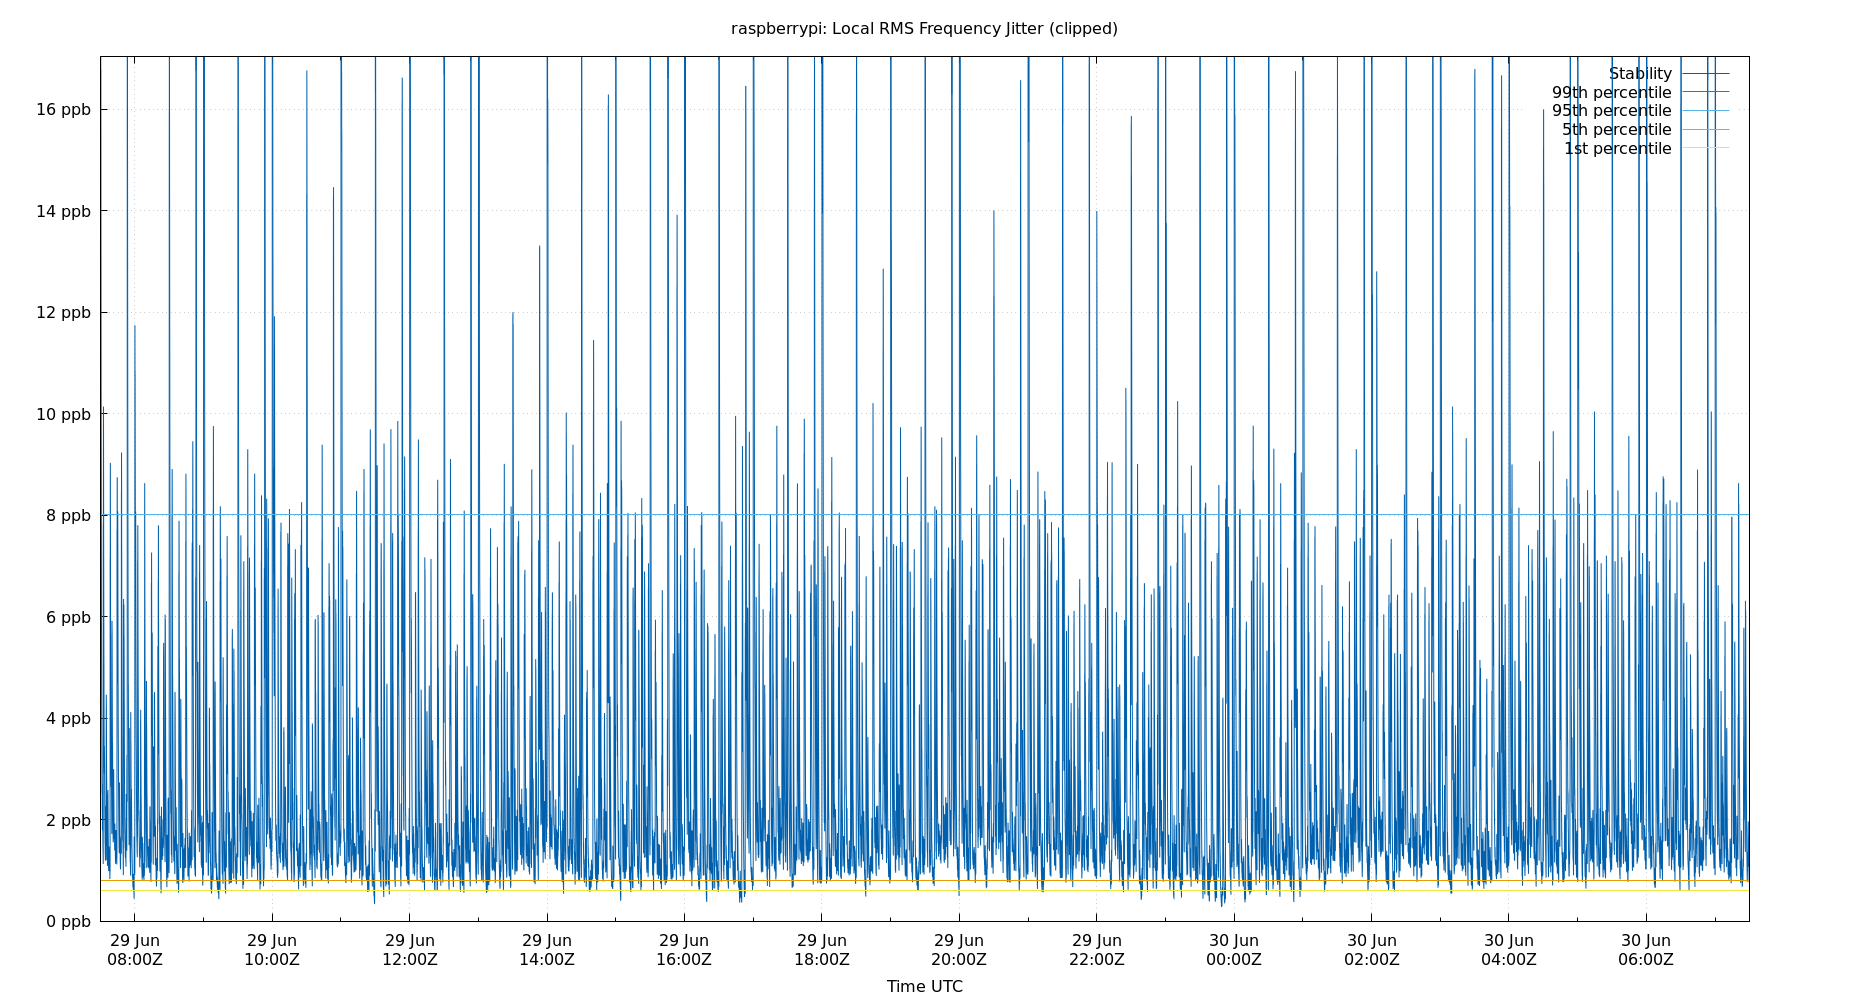 raspberrypi: Local RMS Frequency Jitter (clipped)
Stability
99th percentile
95th percentile
5th percentile
1st percentile
16 ppb
14 ppb
12 ppb
10 ppb
8 ppb
6 ppb
4 ppb
2 ppb
0 ppb
29 Jun 29 Jun 29 Jun 29 Jun 29 Jun 29 Jun 29 Jun 29 Jun 30 Jun 30 Jun 30 Jun 30 Jun
08:00Z 10:00Z 12:00Z 14:00Z 16:00Z 18:00Z 20:00Z 22:00Z 00:00Z 02:00Z 04:00Z 06:00Z
Time UTC